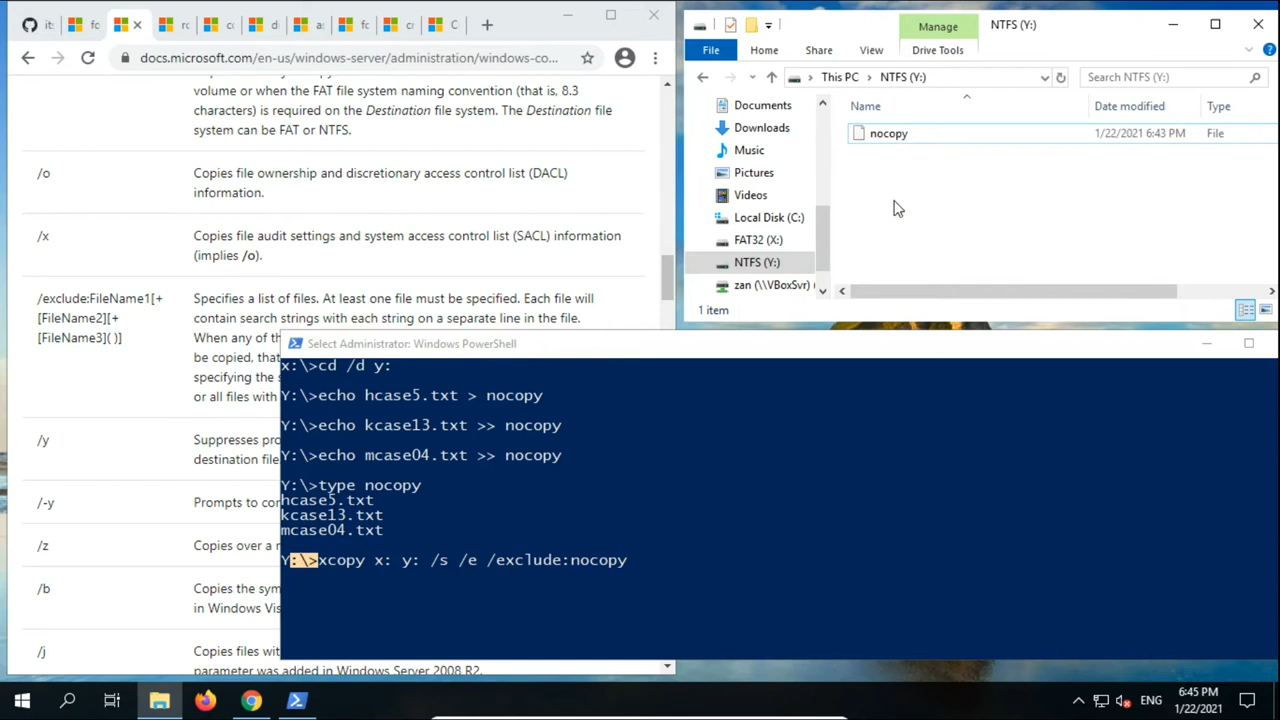 its
fo
ro
co
di
as
fo
co
C
docs.microsoft.com/en-us/windows-server/administration/windows-co...
volume or when the FAT file system naming convention (that is, 8.3
characters) is required on the Destination file system. The Destination file
system can be FAT or NTFS.
/o
Copies file ownership and discretionary access control list (DACL)
information.
/x
Copies file audit settings and system access control list (SACL) information
(implies /o).
/exclude:FileName1[+
[FileName2][+
[FileName3]( )]
Specifies a list of files. At least one file must be specified. Each file will
contain search strings with each string on a separate line in the file.
When any of th
be copied, that
specifying the s
or all files with
/y
Suppresses pro
destination file
/-y
Prompts to con
/z
Copies over a n
/b
Copies the sym
in Windows Vis
/j
Copies files with
parameter was added in Windows Server 2008 R2.
Manage
NTFS (Y:)
File
Home
Share
View
Drive Tools
This PC > NTFS (Y:)
Search NTFS (Y:)
Name
Date modified
Type
nocopy
1/22/2021 6:43 PM
File
Documents
Downloads
Music
Pictures
Videos
Local Disk (C:)
FAT32 (X:)
NTFS (Y:)
zan (\\VBoxSvr) (
1 item
Select Administrator: Windows PowerShell
x:\>cd /d y:
Y:\>echo hcase5.txt > nocopy
Y:\>echo kcase13.txt >> nocopy
Y:\>echo mcase04.txt >> nocopy
Y:\>type nocopy
hcase5.txt
kcase13.txt
mcase04.txt
Y:\>xcopy x: y: /s /e /exclude:nocopy
ENG
6:45 PM
1/22/2021